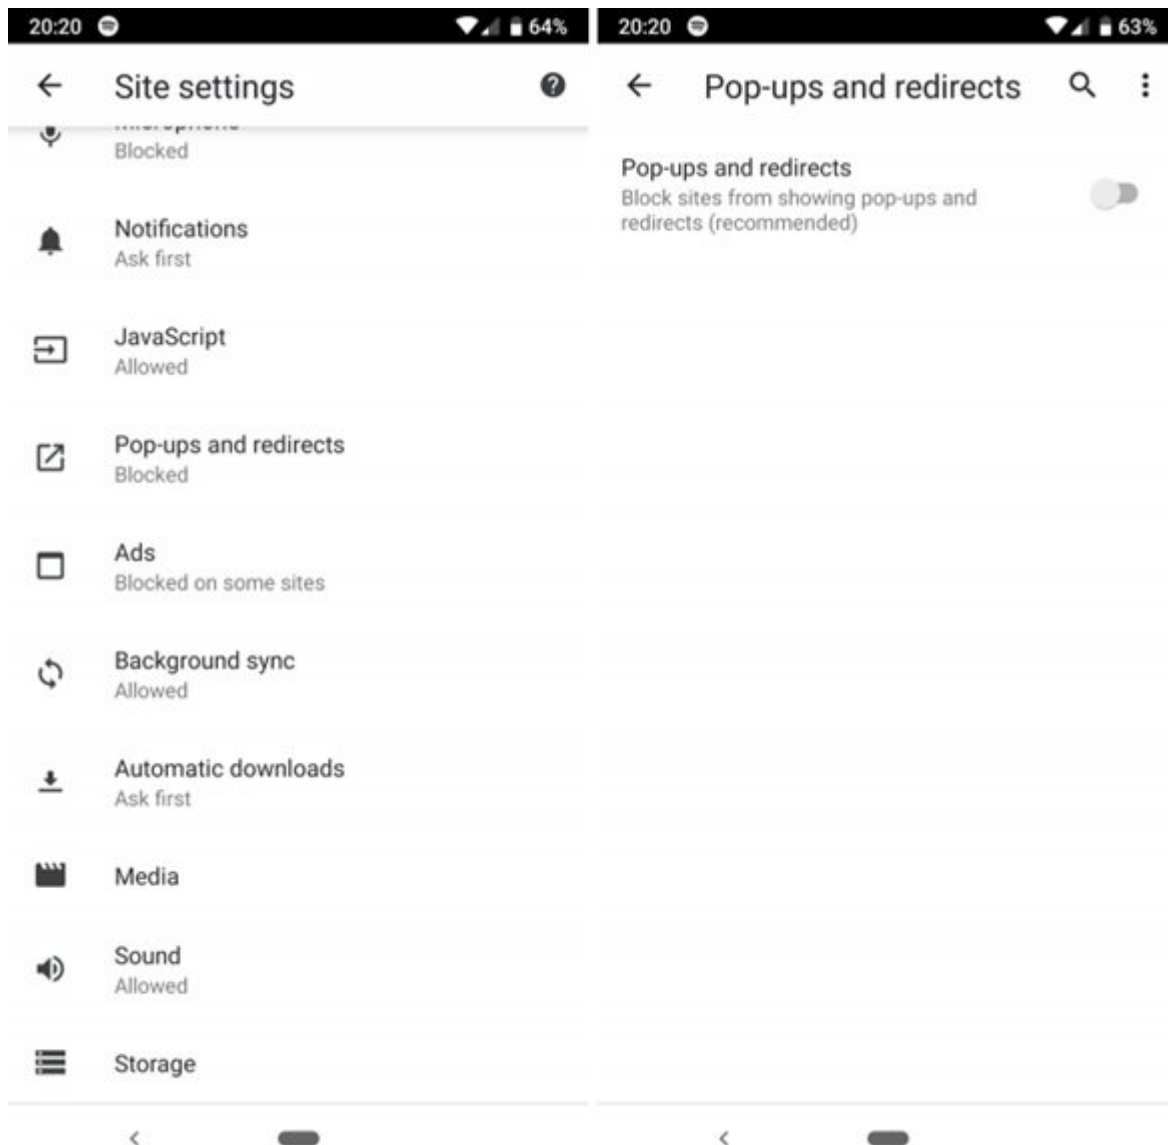 20:20
64%
Site settings
Blocked
Notifications
Ask first
JavaScript
Allowed
Pop-ups and redirects
Blocked
Ads
Blocked on some sites
Background sync
Allowed
Automatic downloads
Ask first
Media
Sound
Allowed
Storage
20:20
63%
Pop-ups and redirects
Pop-ups and redirects
Block sites from showing pop-ups and
redirects (recommended)